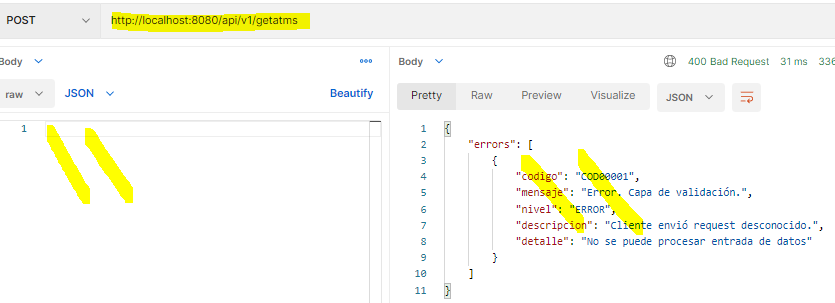 POST http://localhost:8080/api/v1/getatms
Body
raw JSON Beautify
1
Body 400 Bad Request 31 ms 336
Pretty Raw Preview Visualize JSON
1 {
2 "errors": [
3 {
4 "codigo": "COD00001",
5 "mensaje": "Error. Capa de validación.",
6 "nivel": "ERROR",
7 "descripcion": "Cliente envió request desconocido.",
8 "detalle": "No se puede procesar entrada de datos"
9 }
10 ]
11 }